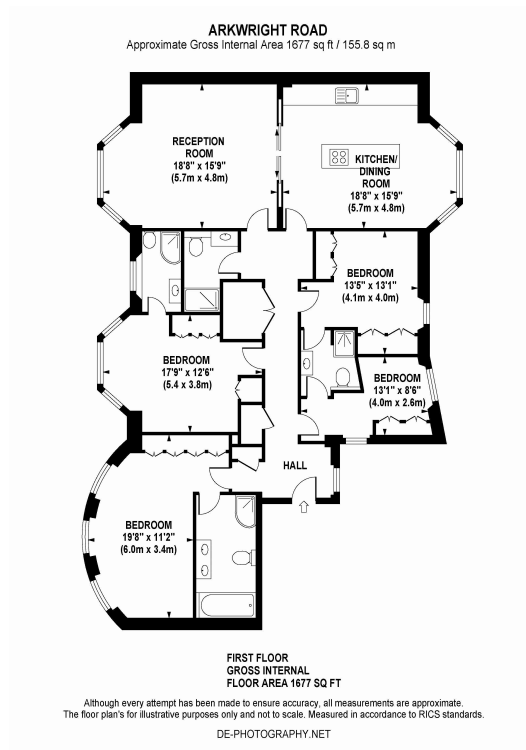 ARKWRIGHT ROAD
Approximate Gross Internal Area 1677 sq ft / 155.8 sq m
RECEPTION
ROOM
18'8" x 15'9"
(5.7m x 4.8m)
KITCHEN/
DINING
ROOM
18'8" x 15'9"
(5.7m x 4.8m)
BEDROOM
13'5" x 13'1"
(4.1m x 4.0m)
BEDROOM
17'9" x 12'6"
(5.4 x 3.8m)
BEDROOM
13'1" x 8'6"
(4.0m x 2.6m)
HALL
BEDROOM
19'8" x 11'2"
(6.0m x 3.4m)
FIRST FLOOR
GROSS INTERNAL
FLOOR AREA 1677 SQ FT
Although every attempt has been made to ensure accuracy, all measurements are approximate.
The floor plan's for illustrative purposes only and not to scale. Measured in accordance to RICS standards.
DE-PHOTOGRAPHY.NET